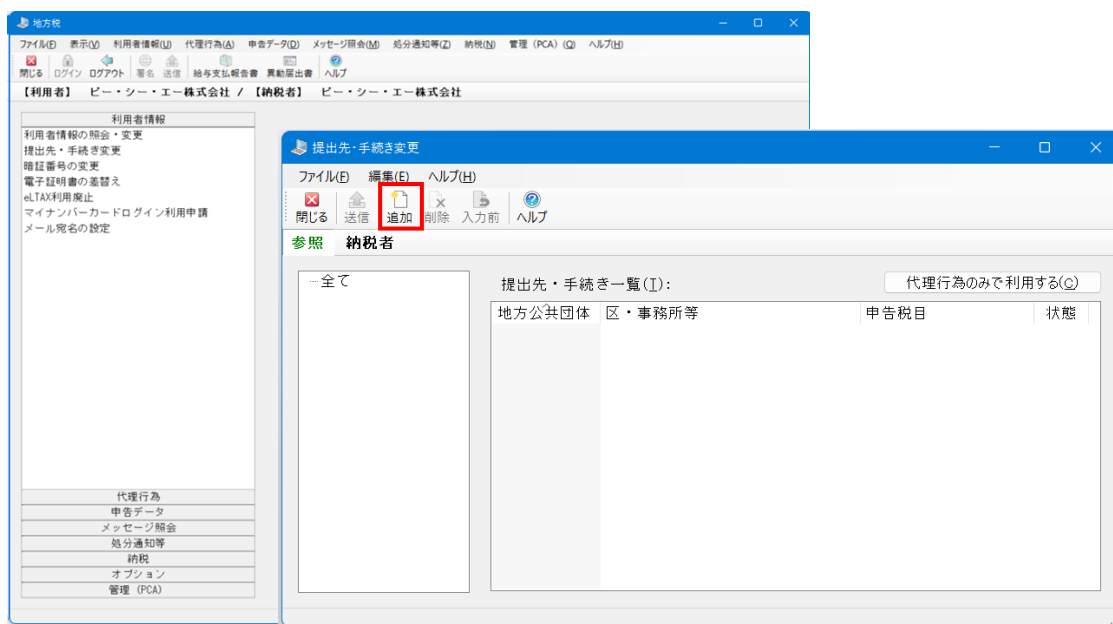 地方税
ファイル(F) 表示(V) 利用者情報(U) 代理行為(A) 申告データ(D) メッセージ照会(M) 処分通知等(Z) 納税(N) 管理 (PCA) (Q) ヘルプ(H)
閉じる ログイン ログアウト 署名 送信 給与支払報告書 異動届出書 ヘルプ
【利用者】 ピー・シー・エー株式会社 / 【納税者】 ピー・シー・エー株式会社
利用者情報
利用者情報の照会・変更
提出先・手続き変更
暗証番号の変更
電子証明書の差替え
eLTAX利用廃止
マイナンバーカードログイン利用申請
メール宛名の設定
代理行為
申告データ
メッセージ照会
処分通知等
納税
オプション
管理 (PCA)
提出先・手続き変更
ファイル(F) 編集(E) ヘルプ(H)
閉じる 送信 追加 削除 入力前 ヘルプ
参照 納税者
全て
提出先・手続き一覧(I): 代理行為のみで利用する(C)
地方公共団体 区・事務所等 申告税目 状態